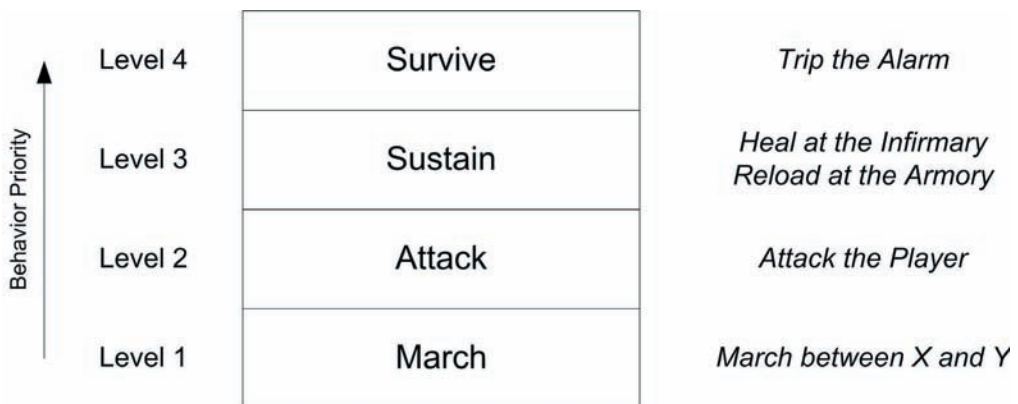 Behavior Priority
Level 4
Survive
Trip the Alarm
Level 3
Sustain
Heal at the Infirmary
Reload at the Armory
Level 2
Attack
Attack the Player
Level 1
March
March between X and Y